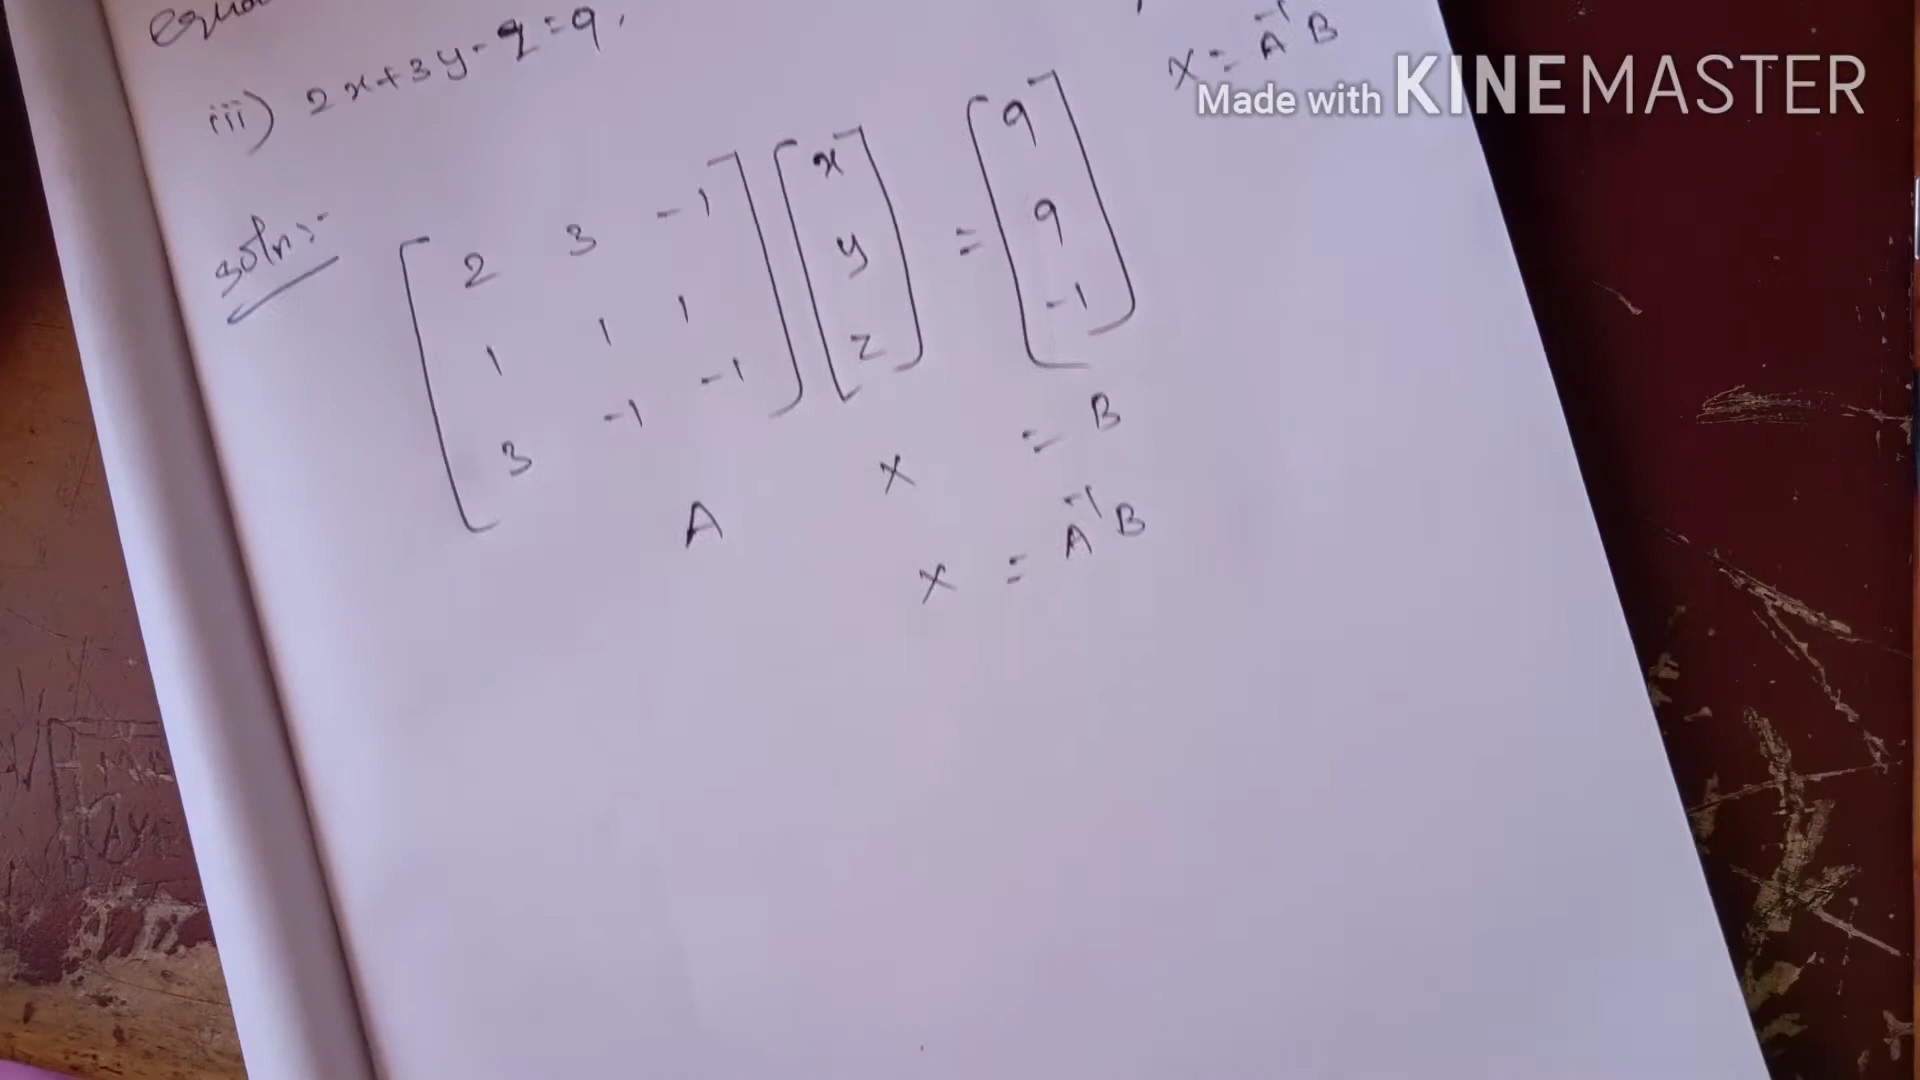 iii) 2x+3y-z=9,
x = A⁻¹B
Made with KINEMASTER
soln:-
[2 3 -1] [x] = [9]
[1 1 1] [y] [9]
[3 -1 -1] [z] [-1]
A x = B
x = A⁻¹B